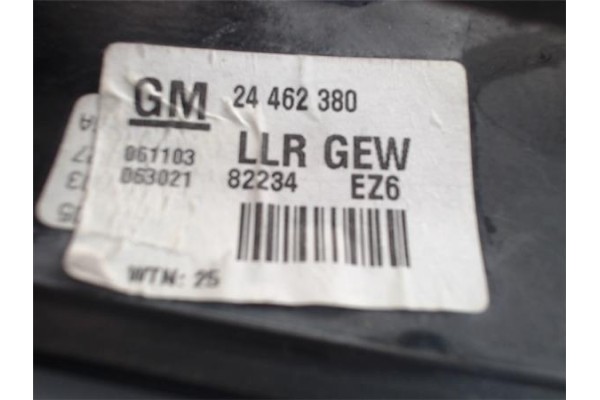 GM 24 462 380
061103 LLR GEW
063021 82234 EZ6
WTN: 25